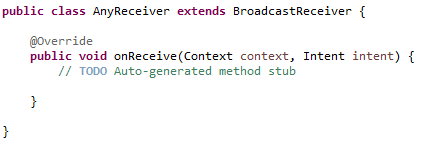 public class AnyReceiver extends BroadcastReceiver {
@Override
public void onReceive(Context context, Intent intent) {
// TODO Auto-generated method stub
}
}